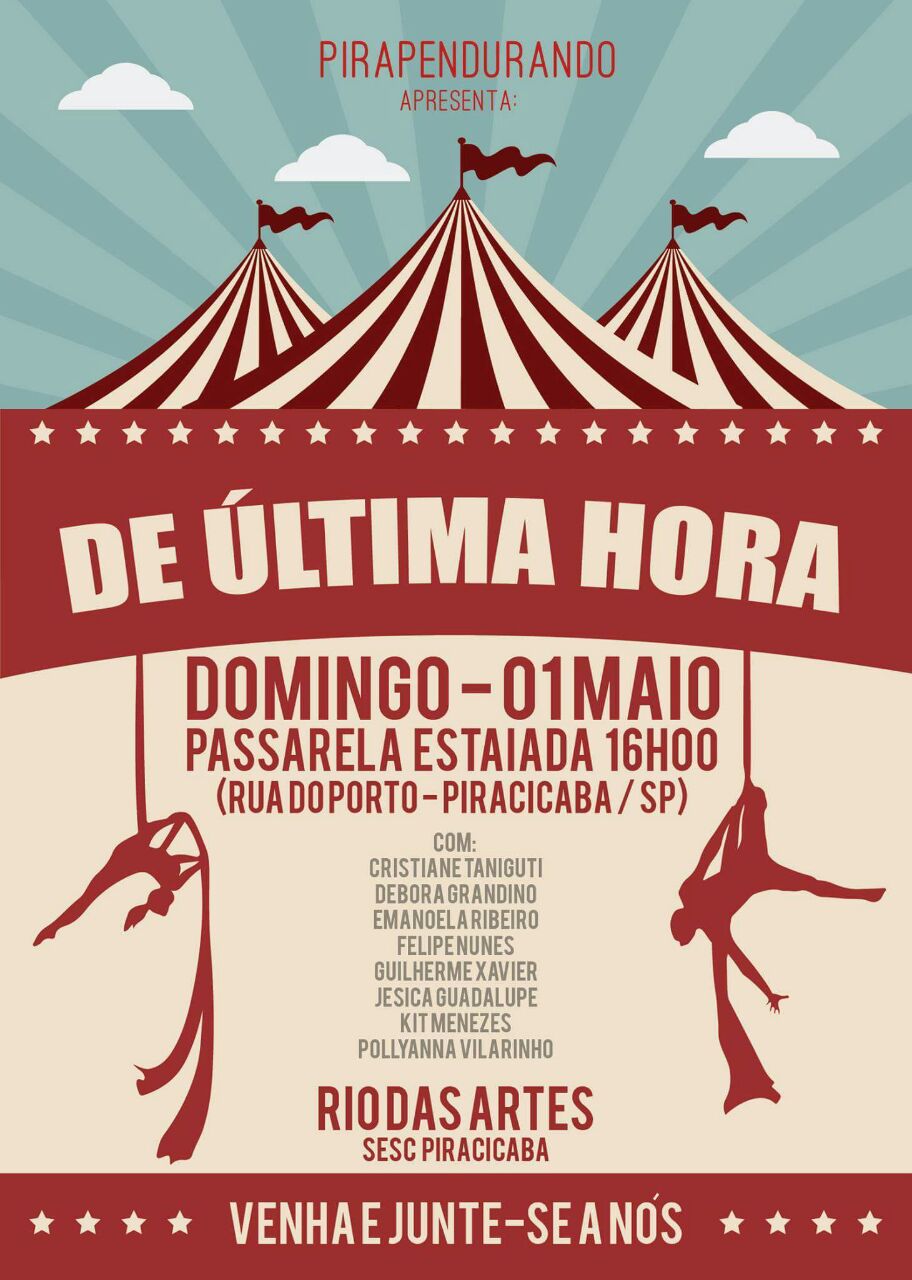 PIRAPENDURANDO
APRESENTA:
DE ÚLTIMA HORA
DOMINGO - 01 MAIO
PASSARELA ESTAIADA 16H00
(RUA DO PORTO - PIRACICABA / SP)
COM:
CRISTIANE TANIGUTI
DEBORA GRANDINO
EMANOELA RIBEIRO
FELIPE NUNES
GUILHERME XAVIER
JESICA GUADALUPE
KIT MENEZES
POLLYANNA VILARINHO
RIO DAS ARTES
SESC PIRACICABA
VENHA E JUNTE-SE A NÓS